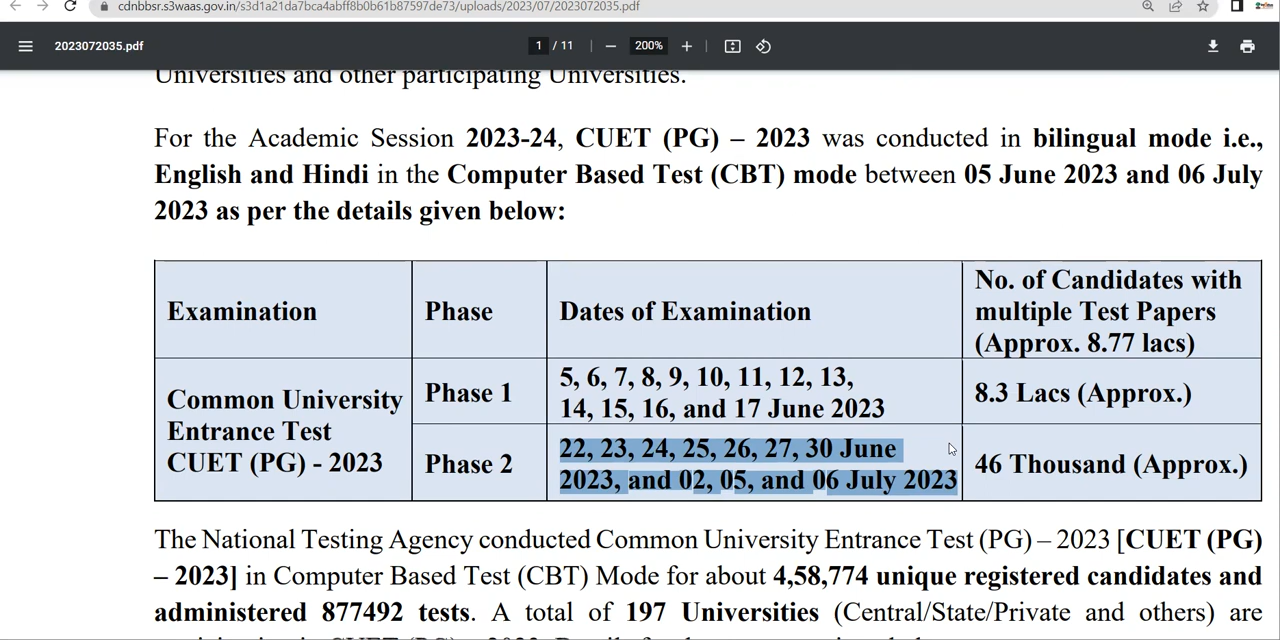 cdnbbsr.s3waas.gov.in/s3d1a21da7bca4abff8b0b61b87597de73/uploads/2023/07/2023072035.pdf
2023072035.pdf
1 / 11
200%
Universities and other participating Universities.
For the Academic Session 2023-24, CUET (PG) – 2023 was conducted in bilingual mode i.e.,
English and Hindi in the Computer Based Test (CBT) mode between 05 June 2023 and 06 July
2023 as per the details given below:
Examination
Phase
Dates of Examination
No. of Candidates with
multiple Test Papers
(Approx. 8.77 lacs)
Common University
Entrance Test
CUET (PG) - 2023
Phase 1
5, 6, 7, 8, 9, 10, 11, 12, 13,
14, 15, 16, and 17 June 2023
8.3 Lacs (Approx.)
Phase 2
22, 23, 24, 25, 26, 27, 30 June
2023, and 02, 05, and 06 July 2023
46 Thousand (Approx.)
The National Testing Agency conducted Common University Entrance Test (PG) – 2023 [CUET (PG)
– 2023] in Computer Based Test (CBT) Mode for about 4,58,774 unique registered candidates and
administered 877492 tests. A total of 197 Universities (Central/State/Private and others) are